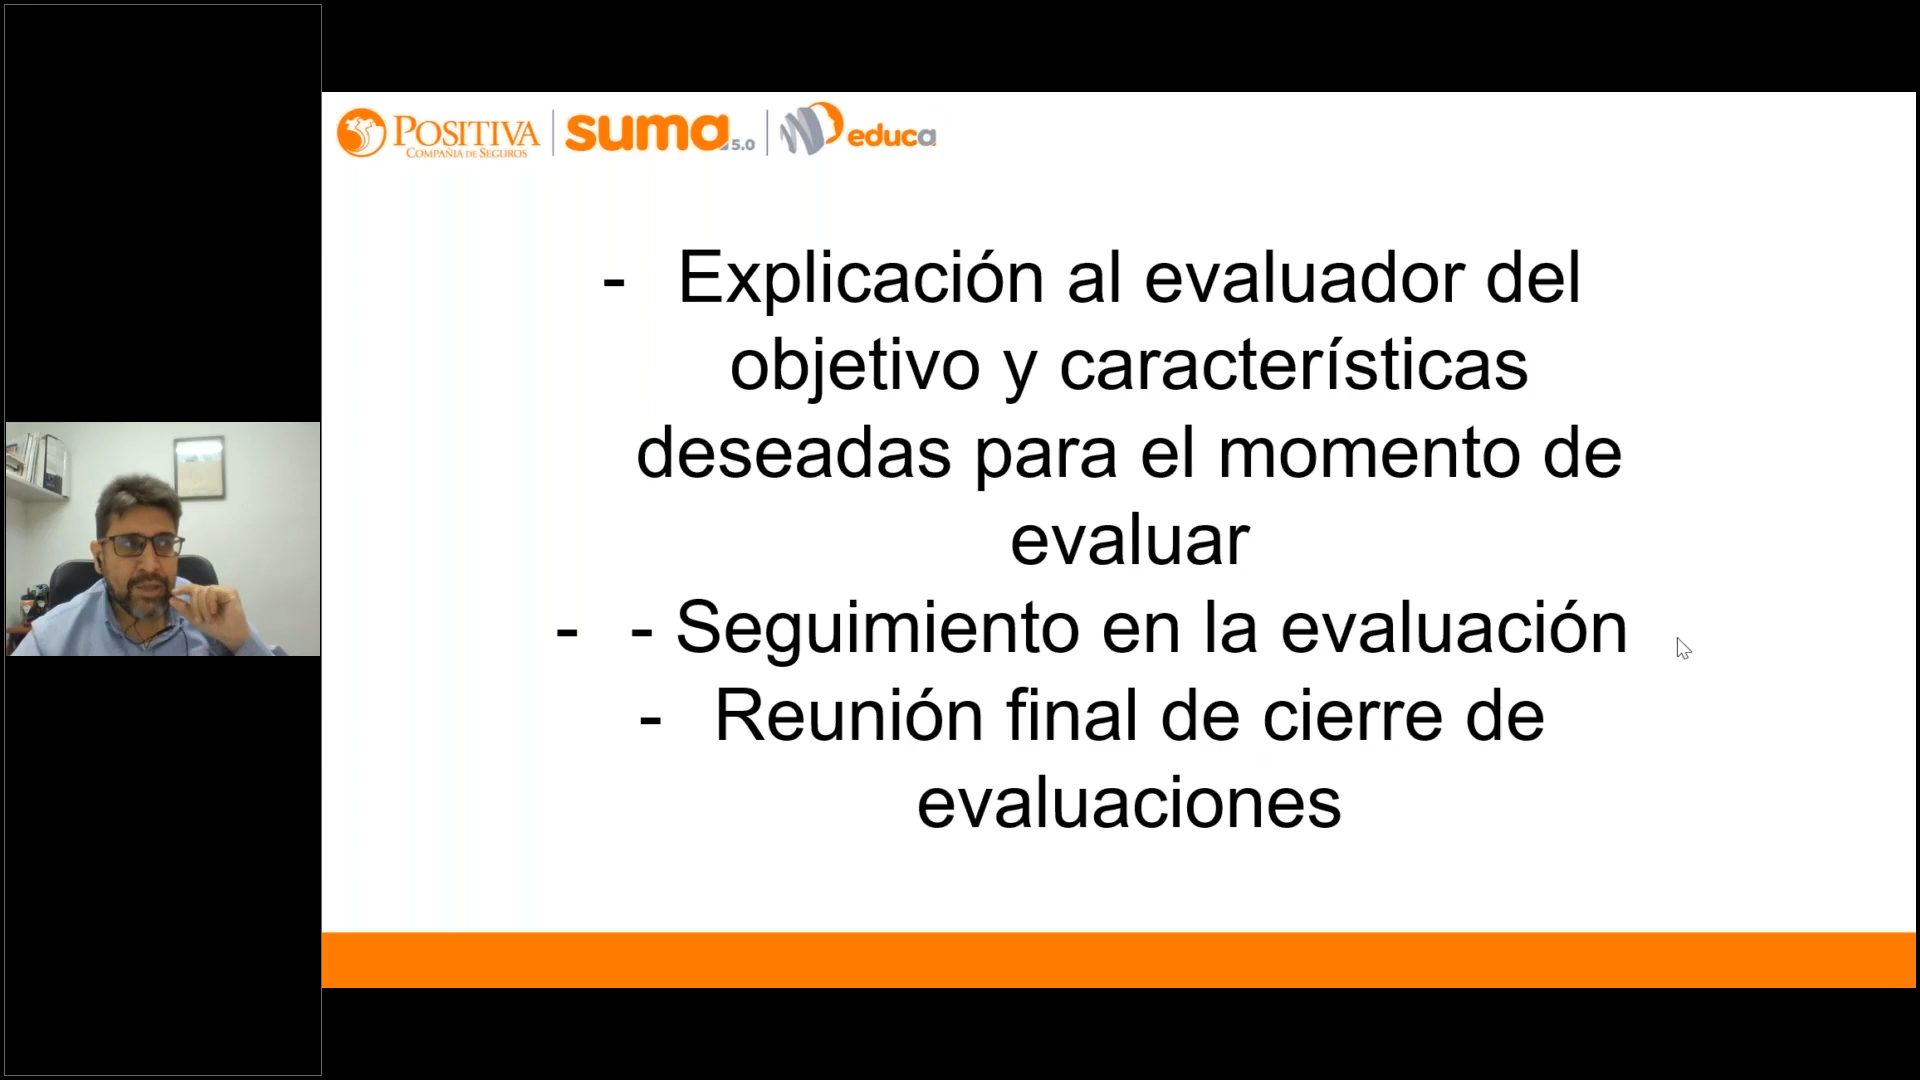 POSITIVA
COMPAÑIA DE SEGUROS
suma 5.0
educa
- Explicación al evaluador del
objetivo y características
deseadas para el momento de
evaluar
- - Seguimiento en la evaluación
- Reunión final de cierre de
evaluaciones